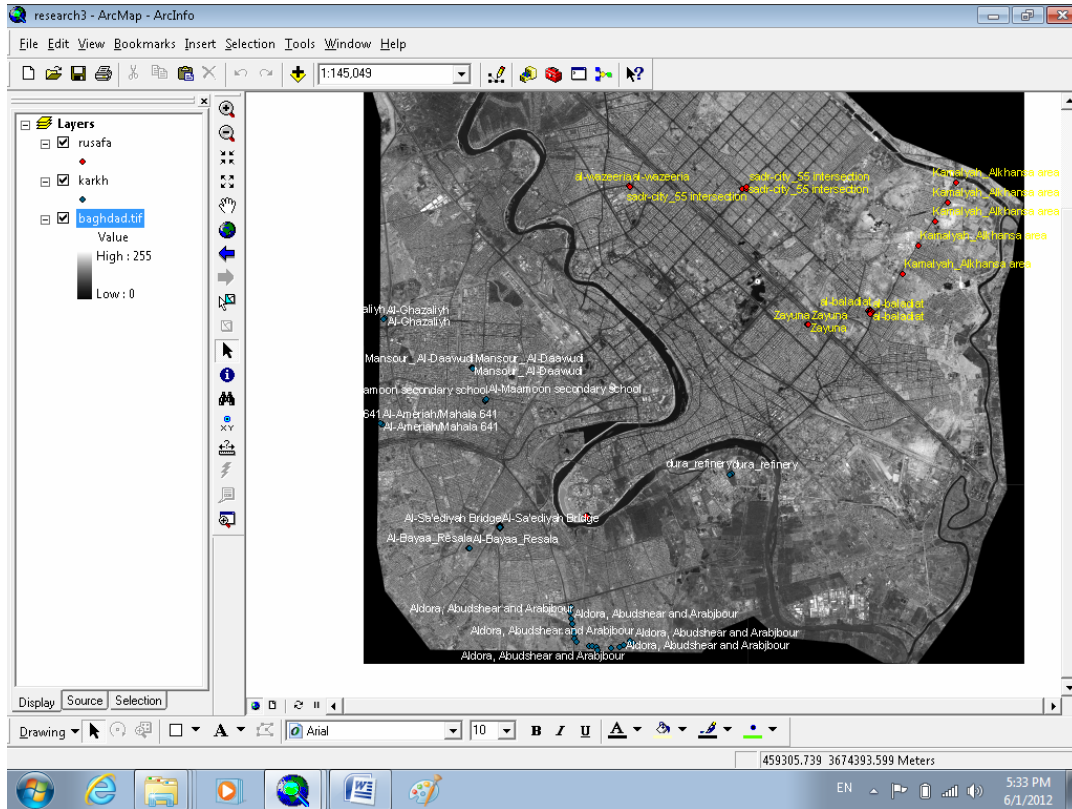 research3 - ArcMap - ArcInfo
File Edit View Bookmarks Insert Selection Tools Window Help
1:145,049
Layers
rusafa
karkh
baghdad.tif
Value
High : 255
Low : 0
Display Source Selection
al-wazeeria al-wazeeria
sadr-city_55 intersection
sadr-city_55 intersection
sadr-city_55 intersection
Kamalyah_Alkhansa area
Kamalyah_Alkhansa area
Kamalyah_Alkhansa area
Kamalyah_Alkhansa area
Kamalyah_Alkhansa area
al-baladiat al-baladiat
al-baladiat
Zayuna Zayuna
Zayuna
aliyh Al-Ghazaliyh
Al-Ghazaliyh
Mansour_Al-Daawudi Mansour_Al-Daawudi
Mansour_Al-Daawudi
amoon secondary school Al-Maamoon secondary school
641 Al-Ameriah/Mahala 641
Al-Ameriah/Mahala 641
dura_refinery dura_refinery
Al-Sa'ediyah Bridge Al-Sa'ediyah Bridge
Al-Bayaa_Resala Al-Bayaa_Resala
Aldora, Abudshear and Arabjbour
Aldora, Abudshear and Arabjbour
Aldora, Abudshear and Arabjbour Aldora, Abudshear and Arabjbour
Aldora, Abudshear and Arabjbour
Aldora, Abudshear and Arabjbour
Drawing A Arial 10 B I U A
459305.739 3674393.599 Meters
EN
5:33 PM
6/1/2012